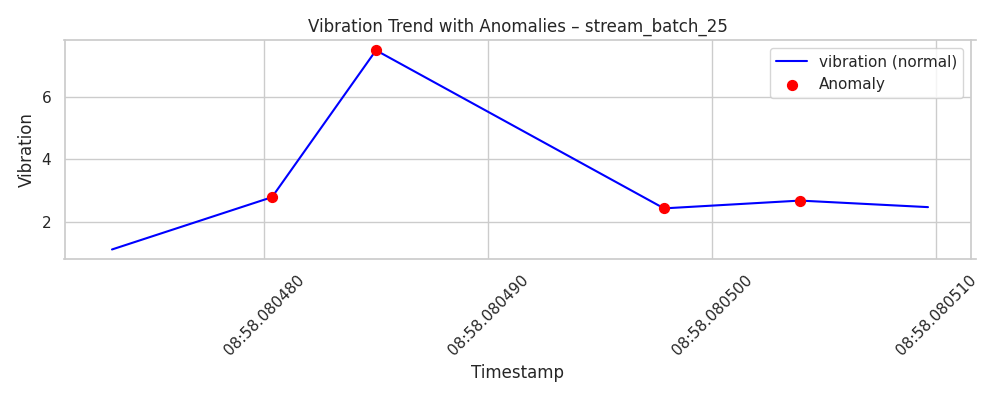 Vibration Trend with Anomalies – stream_batch_25
vibration (normal)
Anomaly
Vibration
6
4
2
08:58.080480
08:58.080490
08:58.080500
08:58.080510
Timestamp